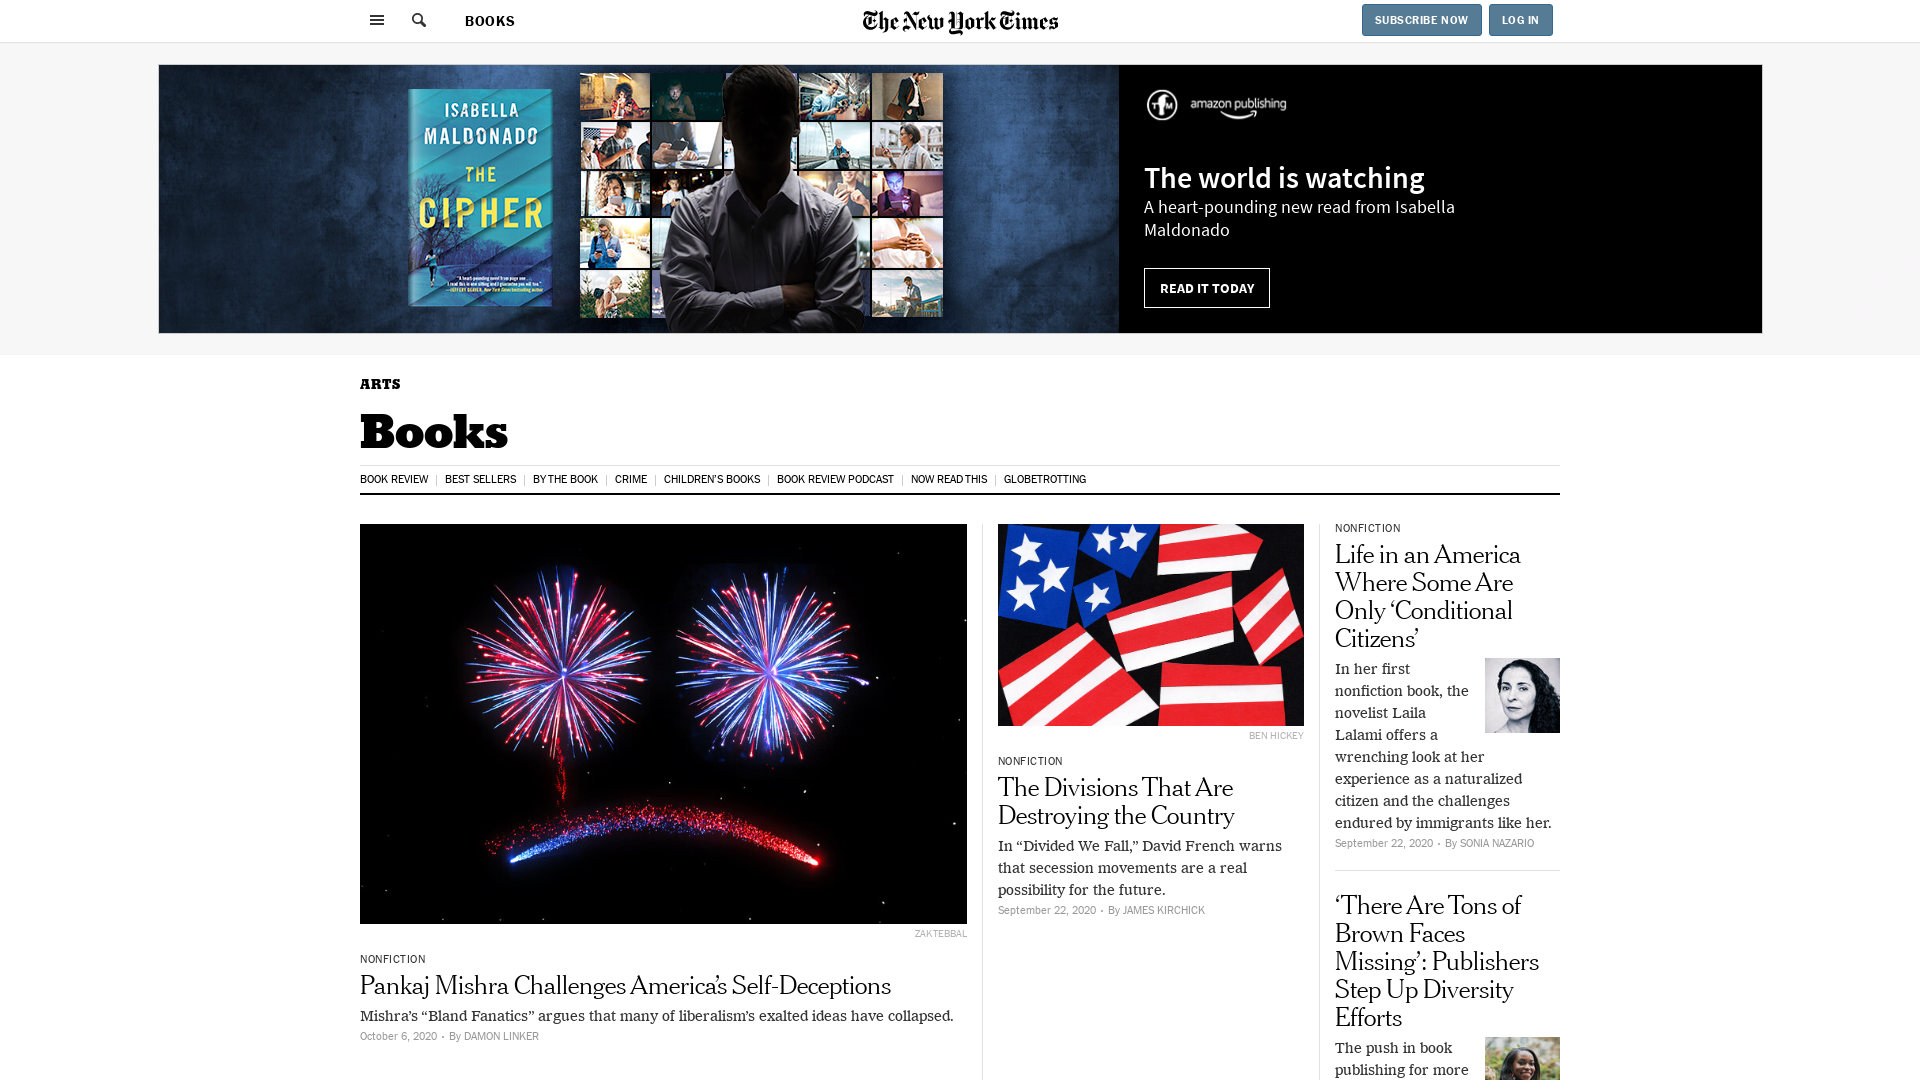 BOOKS
The New York Times
SUBSCRIBE NOW
LOG IN
ISABELLA
MALDONADO
THE
CIPHER
TM
amazon publishing
The world is watching
A heart-pounding new read from Isabella
Maldonado
READ IT TODAY
ARTS
Books
BOOK REVIEW
BEST SELLERS
BY THE BOOK
CRIME
CHILDREN'S BOOKS
BOOK REVIEW PODCAST
NOW READ THIS
GLOBETROTTING
ZAKTEBBAL
NONFICTION
Pankaj Mishra Challenges America’s Self-Deceptions
Mishra’s “Bland Fanatics” argues that many of liberalism’s exalted ideas have collapsed.
October 6, 2020 • By DAMON LINKER
BEN HICKEY
NONFICTION
The Divisions That Are
Destroying the Country
In “Divided We Fall,” David French warns
that secession movements are a real
possibility for the future.
September 22, 2020 • By JAMES KIRCHICK
NONFICTION
Life in an America
Where Some Are
Only ‘Conditional
Citizens’
In her first
nonfiction book, the
novelist Laila
Lalami offers a
wrenching look at her
experience as a naturalized
citizen and the challenges
endured by immigrants like her.
September 22, 2020 • By SONIA NAZARIO
‘There Are Tons of
Brown Faces
Missing’: Publishers
Step Up Diversity
Efforts
The push in book
publishing for more